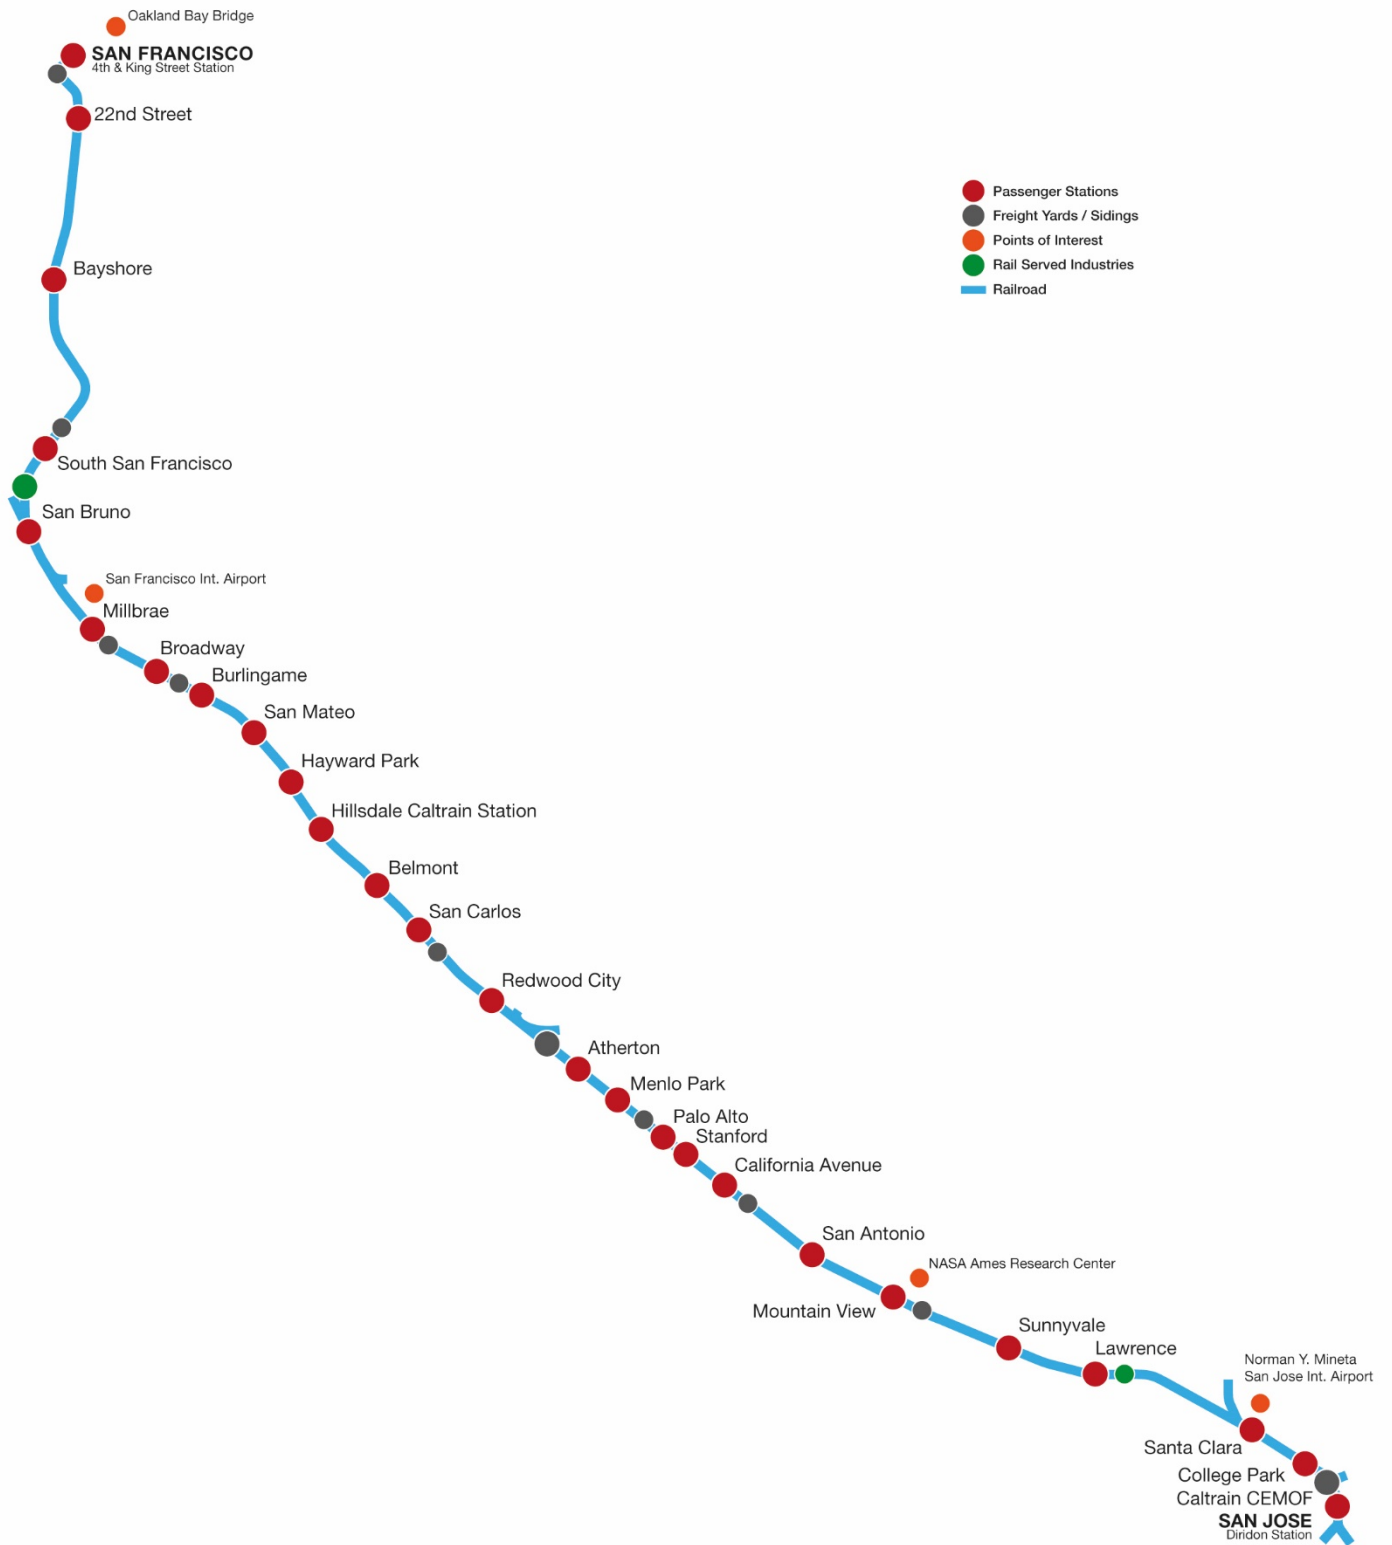 Oakland Bay Bridge
SAN FRANCISCO
4th & King Street Station
22nd Street
Passenger Stations
Freight Yards / Sidings
Points of Interest
Rail Served Industries
Railroad
Bayshore
South San Francisco
San Bruno
San Francisco Int. Airport
Millbrae
Broadway
Burlingame
San Mateo
Hayward Park
Hillsdale Caltrain Station
Belmont
San Carlos
Redwood City
Atherton
Menlo Park
Palo Alto
Stanford
California Avenue
San Antonio
NASA Ames Research Center
Mountain View
Sunnyvale
Lawrence
Norman Y. Mineta
San Jose Int. Airport
Santa Clara
College Park
Caltrain CEMOF
SAN JOSE
Diridon Station